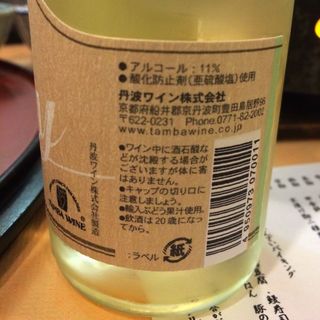 ●アルコール:11%
●酸化防止剤(亜硫酸塩)使用
丹波ワイン株式会社
京都府船井郡京丹波町豊田鳥居野96
〒622-0231 Phone.0771-82-2002
www.tambawine.co.jp
●ワイン中に酒石酸な
どが沈殿する場合が
ございますが体に害
はありません。
●キャップの切り口に
注意しましょう。
●輸入ぶどう果汁使用。
●飲酒は20歳になっ
てから。
紙
:ラベル
丹波ワイン株式会社製造
TAMBA WINE
4 950273 970011